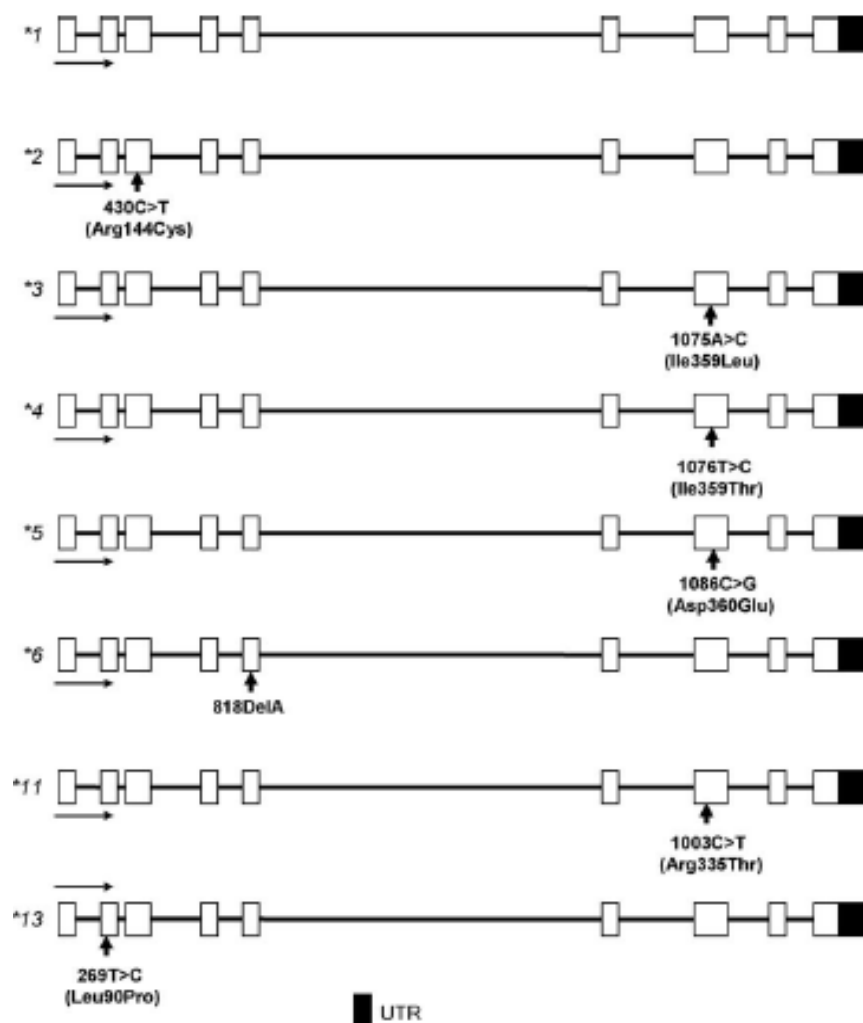 *1
*2
430C>T
(Arg144Cys)
*3
1075A>C
(Ile359Leu)
*4
1076T>C
(Ile359Thr)
*5
1086C>G
(Asp360Glu)
*6
818DelA
*11
1003C>T
(Arg335Thr)
*13
269T>C
(Leu90Pro)
UTR